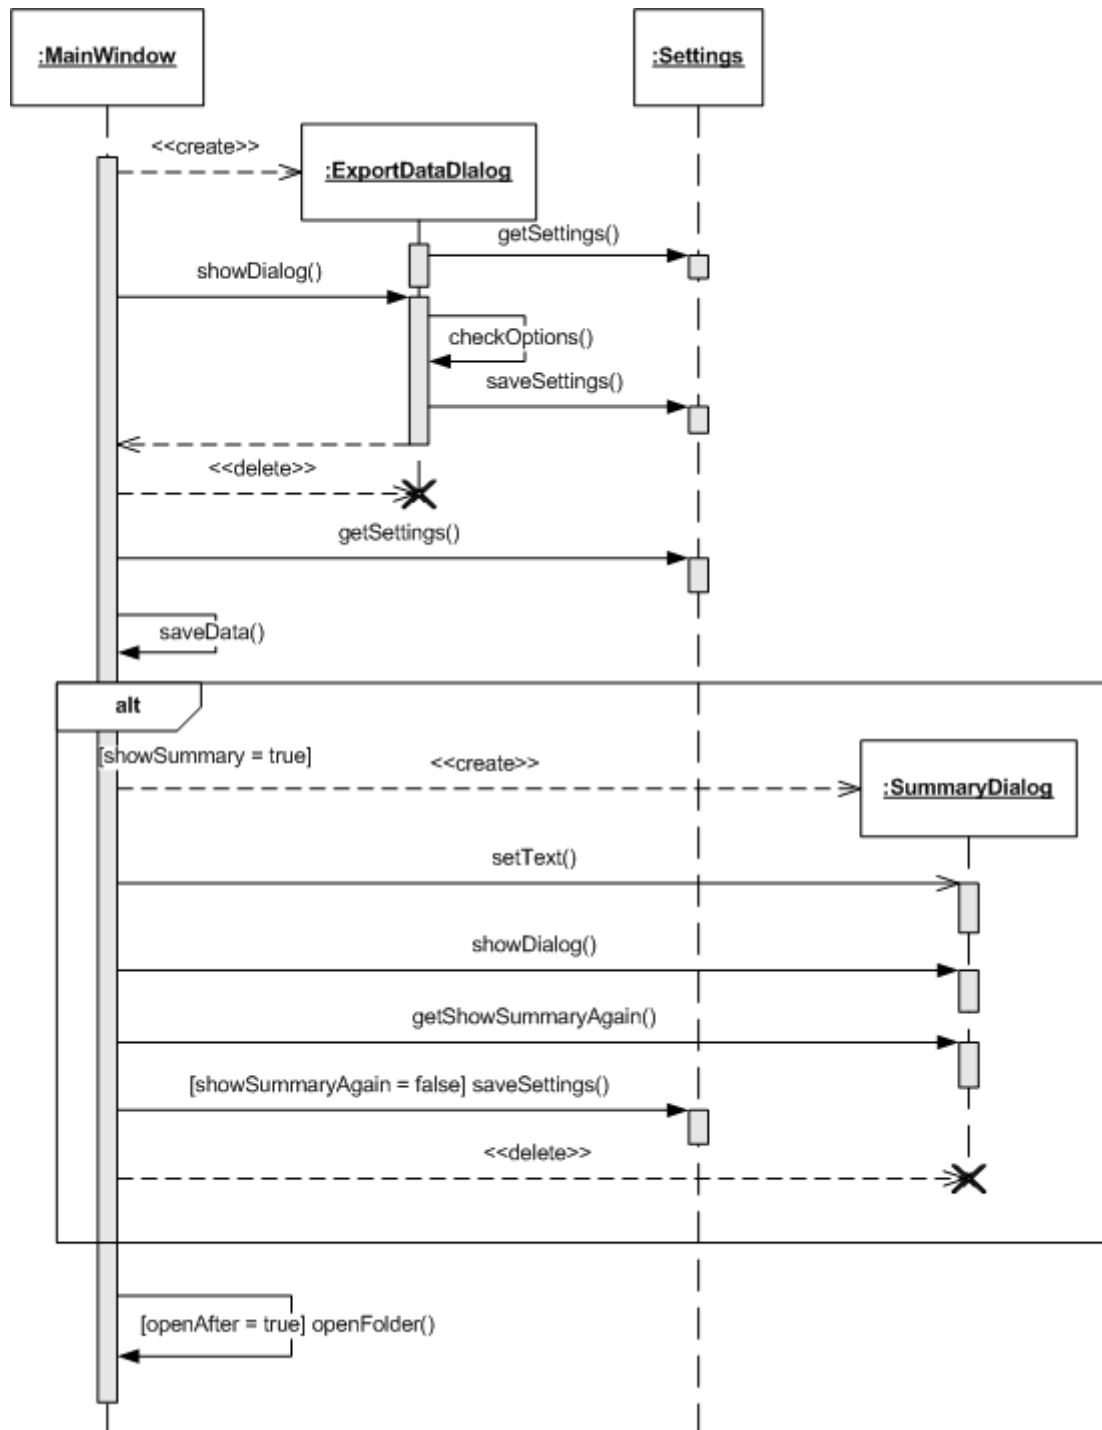 :MainWindow
:Settings
<<create>>
:ExportDataDIalog
getSettings()
showDialog()
checkOptions()
saveSettings()
<<delete>>
getSettings()
saveData()
alt
[showSummary = true]
<<create>>
:SummaryDialog
setText()
showDialog()
getShowSummaryAgain()
[showSummaryAgain = false] saveSettings()
<<delete>>
[openAfter = true] openFolder()